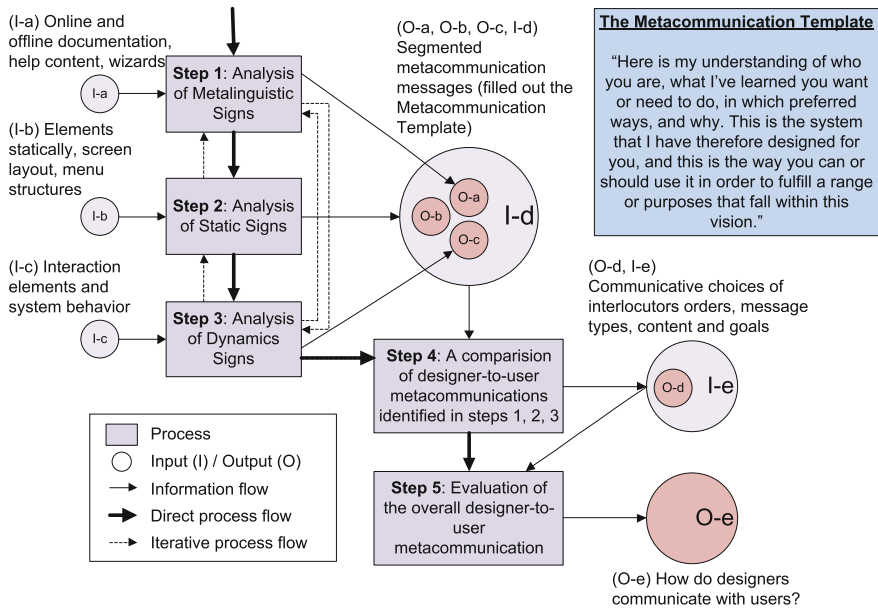 (I-a) Online and
offline documentation,
help content, wizards
I-a
Step 1: Analysis
of Metalinguistic
Signs
(I-b) Elements
statically, screen
layout, menu
structures
I-b
Step 2: Analysis
of Static Signs
(I-c) Interaction
elements and
system behavior
I-c
Step 3: Analysis
of Dynamics
Signs
(O-a, O-b, O-c, I-d)
Segmented
metacommunication
messages (filled out the
Metacommunication
Template)
O-a
O-b
O-c
I-d
The Metacommunication Template
“Here is my understanding of who
you are, what I’ve learned you want
or need to do, in which preferred
ways, and why. This is the system
that I have therefore designed for
you, and this is the way you can or
should use it in order to fulfill a range
or purposes that fall within this
vision.”
(O-d, I-e)
Communicative choices of
interlocutors orders, message
types, content and goals
Step 4: A comparision
of designer-to-user
metacommunications
identified in steps 1, 2, 3
O-d
I-e
Step 5: Evaluation of
the overall designer-to-
user
metacommunication
O-e
(O-e) How do designers
communicate with users?
Process
Input (I) / Output (O)
Information flow
Direct process flow
Iterative process flow